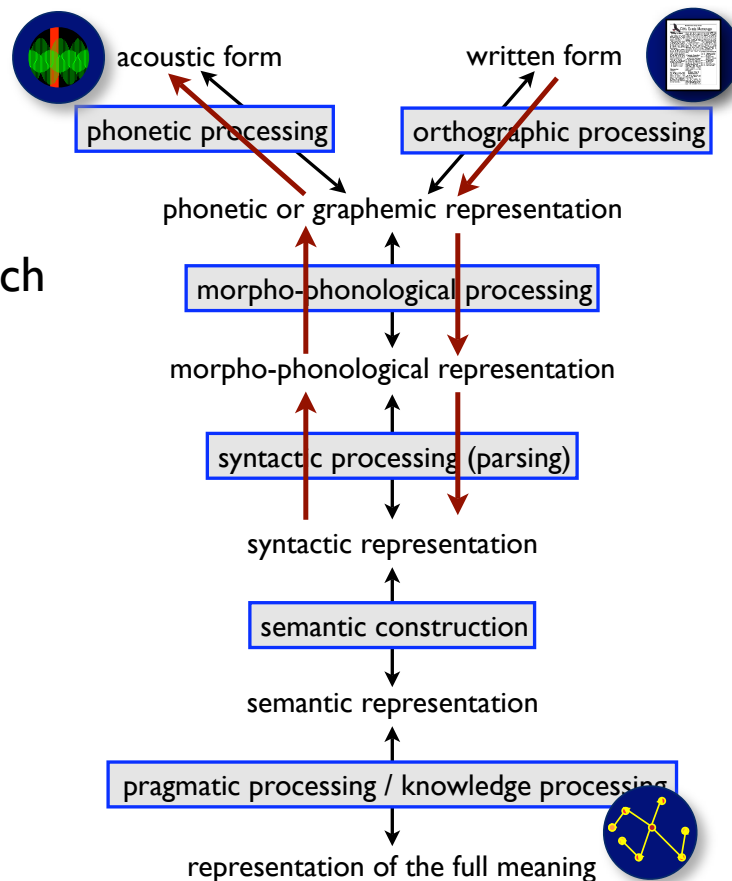 acoustic form
written form
phonetic processing
orthographic processing
phonetic or graphemic representation
ch
morpho-phonological processing
morpho-phonological representation
syntactic processing (parsing)
syntactic representation
semantic construction
semantic representation
pragmatic processing / knowledge processing
representation of the full meaning